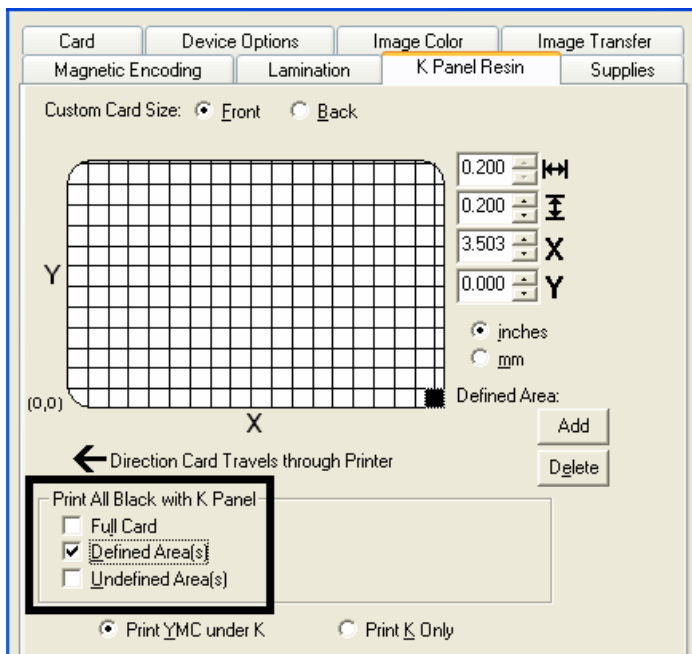 Card Device Options Image Color Image Transfer
Magnetic Encoding Lamination K Panel Resin Supplies
Custom Card Size: Front Back
0.200
0.200
3.503 X
Y 0.000 Y
inches
mm
(0,0) Defined Area:
X Add
Direction Card Travels through Printer Delete
Print All Black with K Panel
Full Card
Defined Area(s)
Undefined Area(s)
Print YMC under K Print K Only